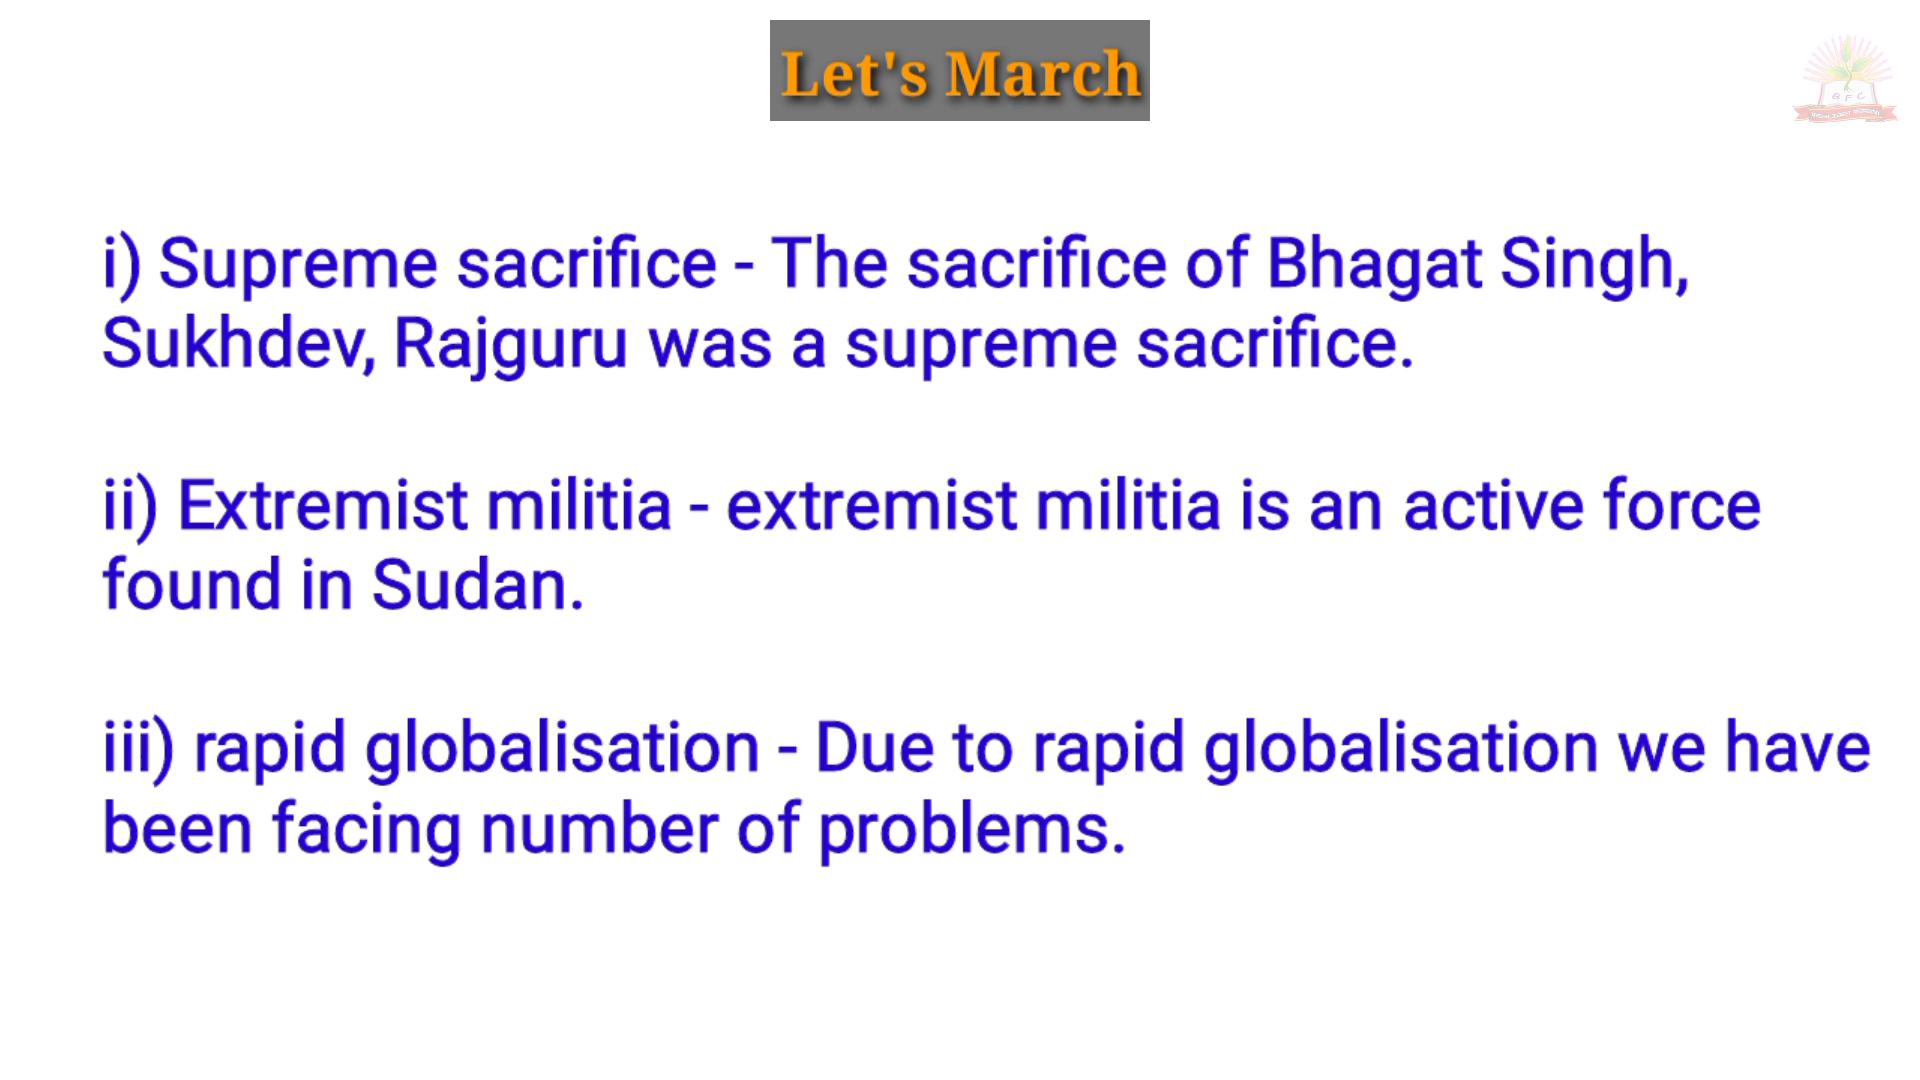 Let's March
i) Supreme sacrifice - The sacrifice of Bhagat Singh,
Sukhdev, Rajguru was a supreme sacrifice.
ii) Extremist militia - extremist militia is an active force
found in Sudan.
iii) rapid globalisation - Due to rapid globalisation we have
been facing number of problems.